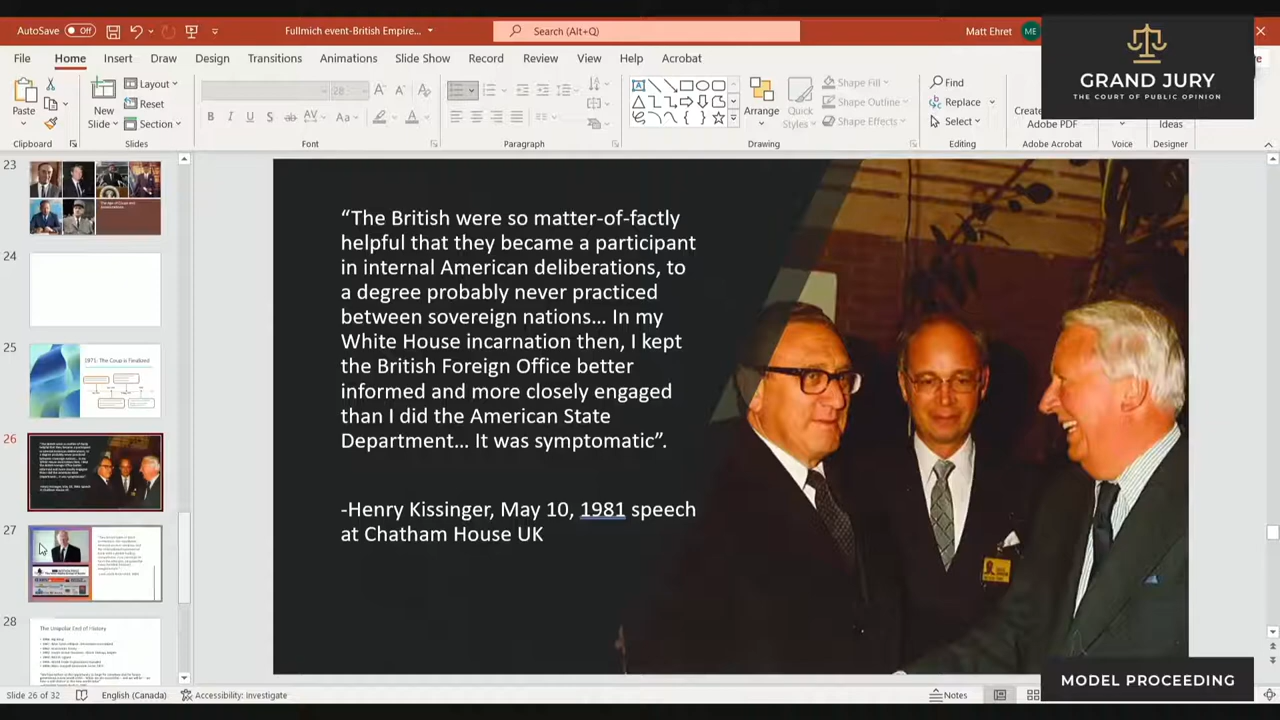 AutoSave Off Fullmich event-British Empire... Search (Alt+Q) Matt Ehret ME
File Home Insert Draw Design Transitions Animations Slide Show Record Review View Help Acrobat
GRAND JURY
THE COURT OF PUBLIC OPINION
Paste
New
Slide
Layout
Reset
Section
28
Arrange
Quick
Styles
Shape Fill
Shape Outline
Shape Effects
Find
Replace
Select
Adobe PDF
Ideas
Clipboard Slides Font Paragraph Drawing Editing Adobe Acrobat Voice Designer
23
24
25
1971: The Coup is Finalized
26
27
28
The Unipolar End of History
“The British were so matter-of-factly
helpful that they became a participant
in internal American deliberations, to
a degree probably never practiced
between sovereign nations... In my
White House incarnation then, I kept
the British Foreign Office better
informed and more closely engaged
than I did the American State
Department... It was symptomatic”.
-Henry Kissinger, May 10, 1981 speech
at Chatham House UK
MODEL PROCEEDING
Slide 26 of 32 English (Canada) Accessibility: Investigate Notes